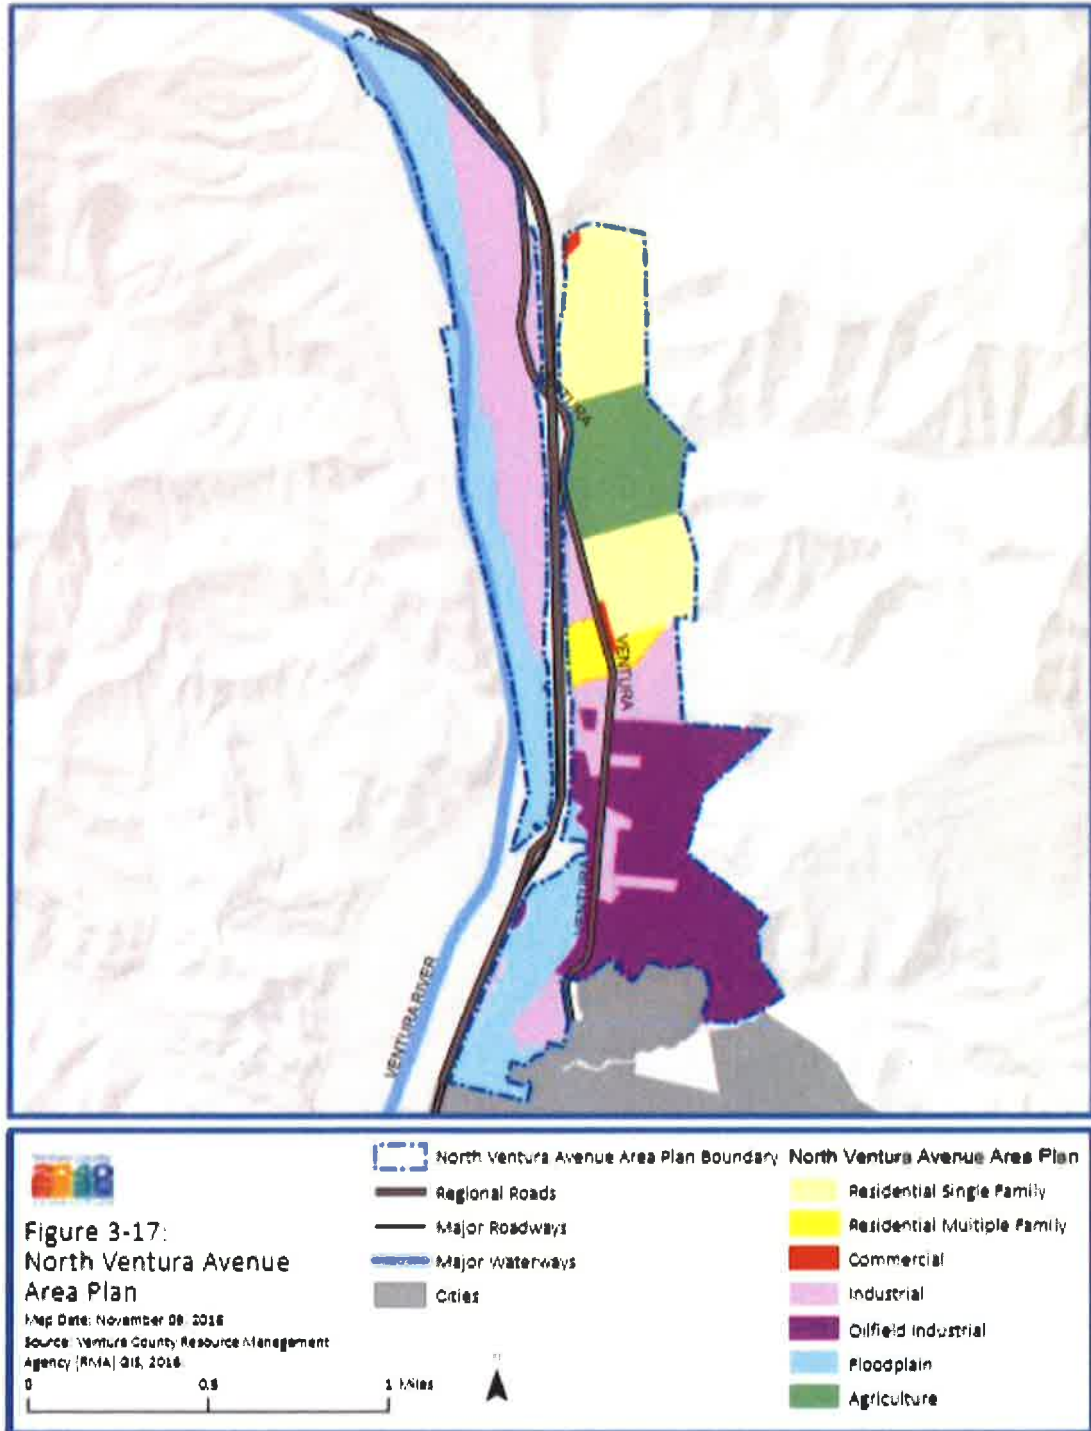 VENTURA
VENTURA
VENTURA RIVER
North Ventura Avenue Area Plan Boundary
Regional Roads
Major Roadways
Major Waterways
Cities
North Ventura Avenue Area Plan
Residential Single Family
Residential Multiple Family
Commercial
Industrial
Oilfield Industrial
Floodplain
Agriculture
Figure 3-17:
North Ventura Avenue
Area Plan
Map Date: November 08, 2016
Source: Ventura County Resource Management
Agency (RMA) GIS, 2016.
0 0.5 1 Miles